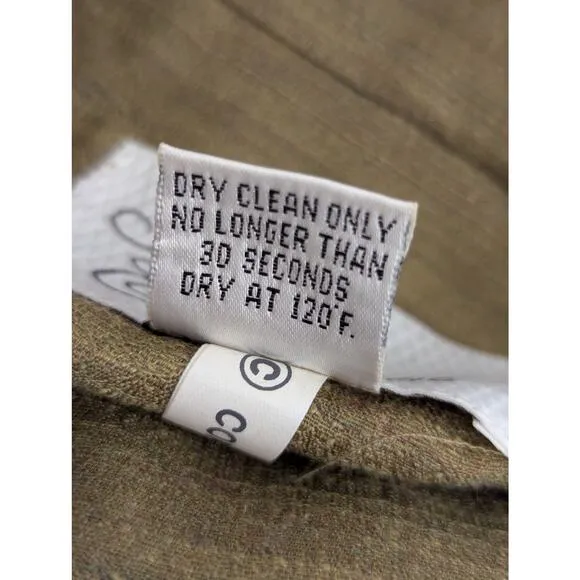 DRY CLEAN ONLY
NO LONGER THAN
30 SECONDS
DRY AT 120°F.
© Co